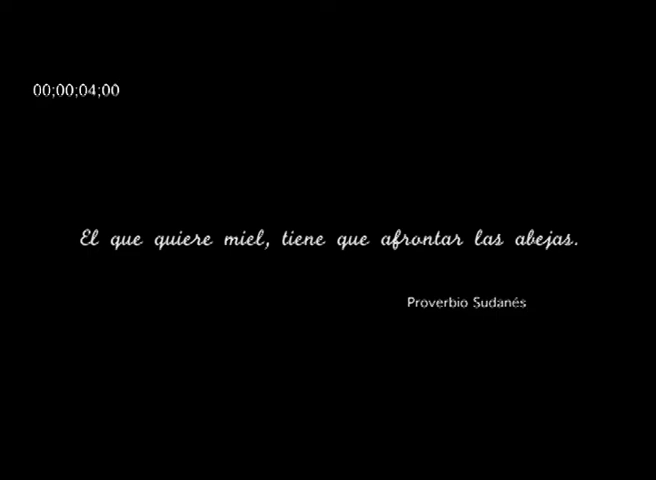 00;00;04;00
El que quiere miel, tiene que afrontar las abejas.
Proverbio Sudanés